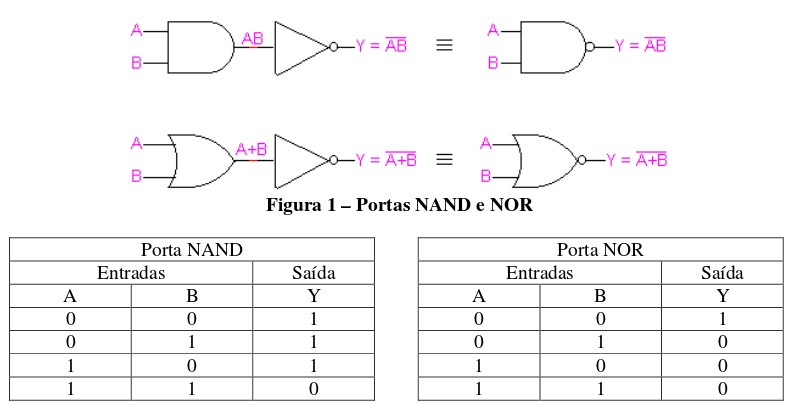 A
B
AB
Y = A̅B̅
≡
A
B
Y = A̅B̅
A
B
A+B
Y = A̅+̅B̅
≡
A
B
Y = A̅+̅B̅
Figura 1 – Portas NAND e NOR
Porta NAND
Entradas Saída
A B Y
0 0 1
0 1 1
1 0 1
1 1 0
Porta NOR
Entradas Saída
A B Y
0 0 1
0 1 0
1 0 0
1 1 0